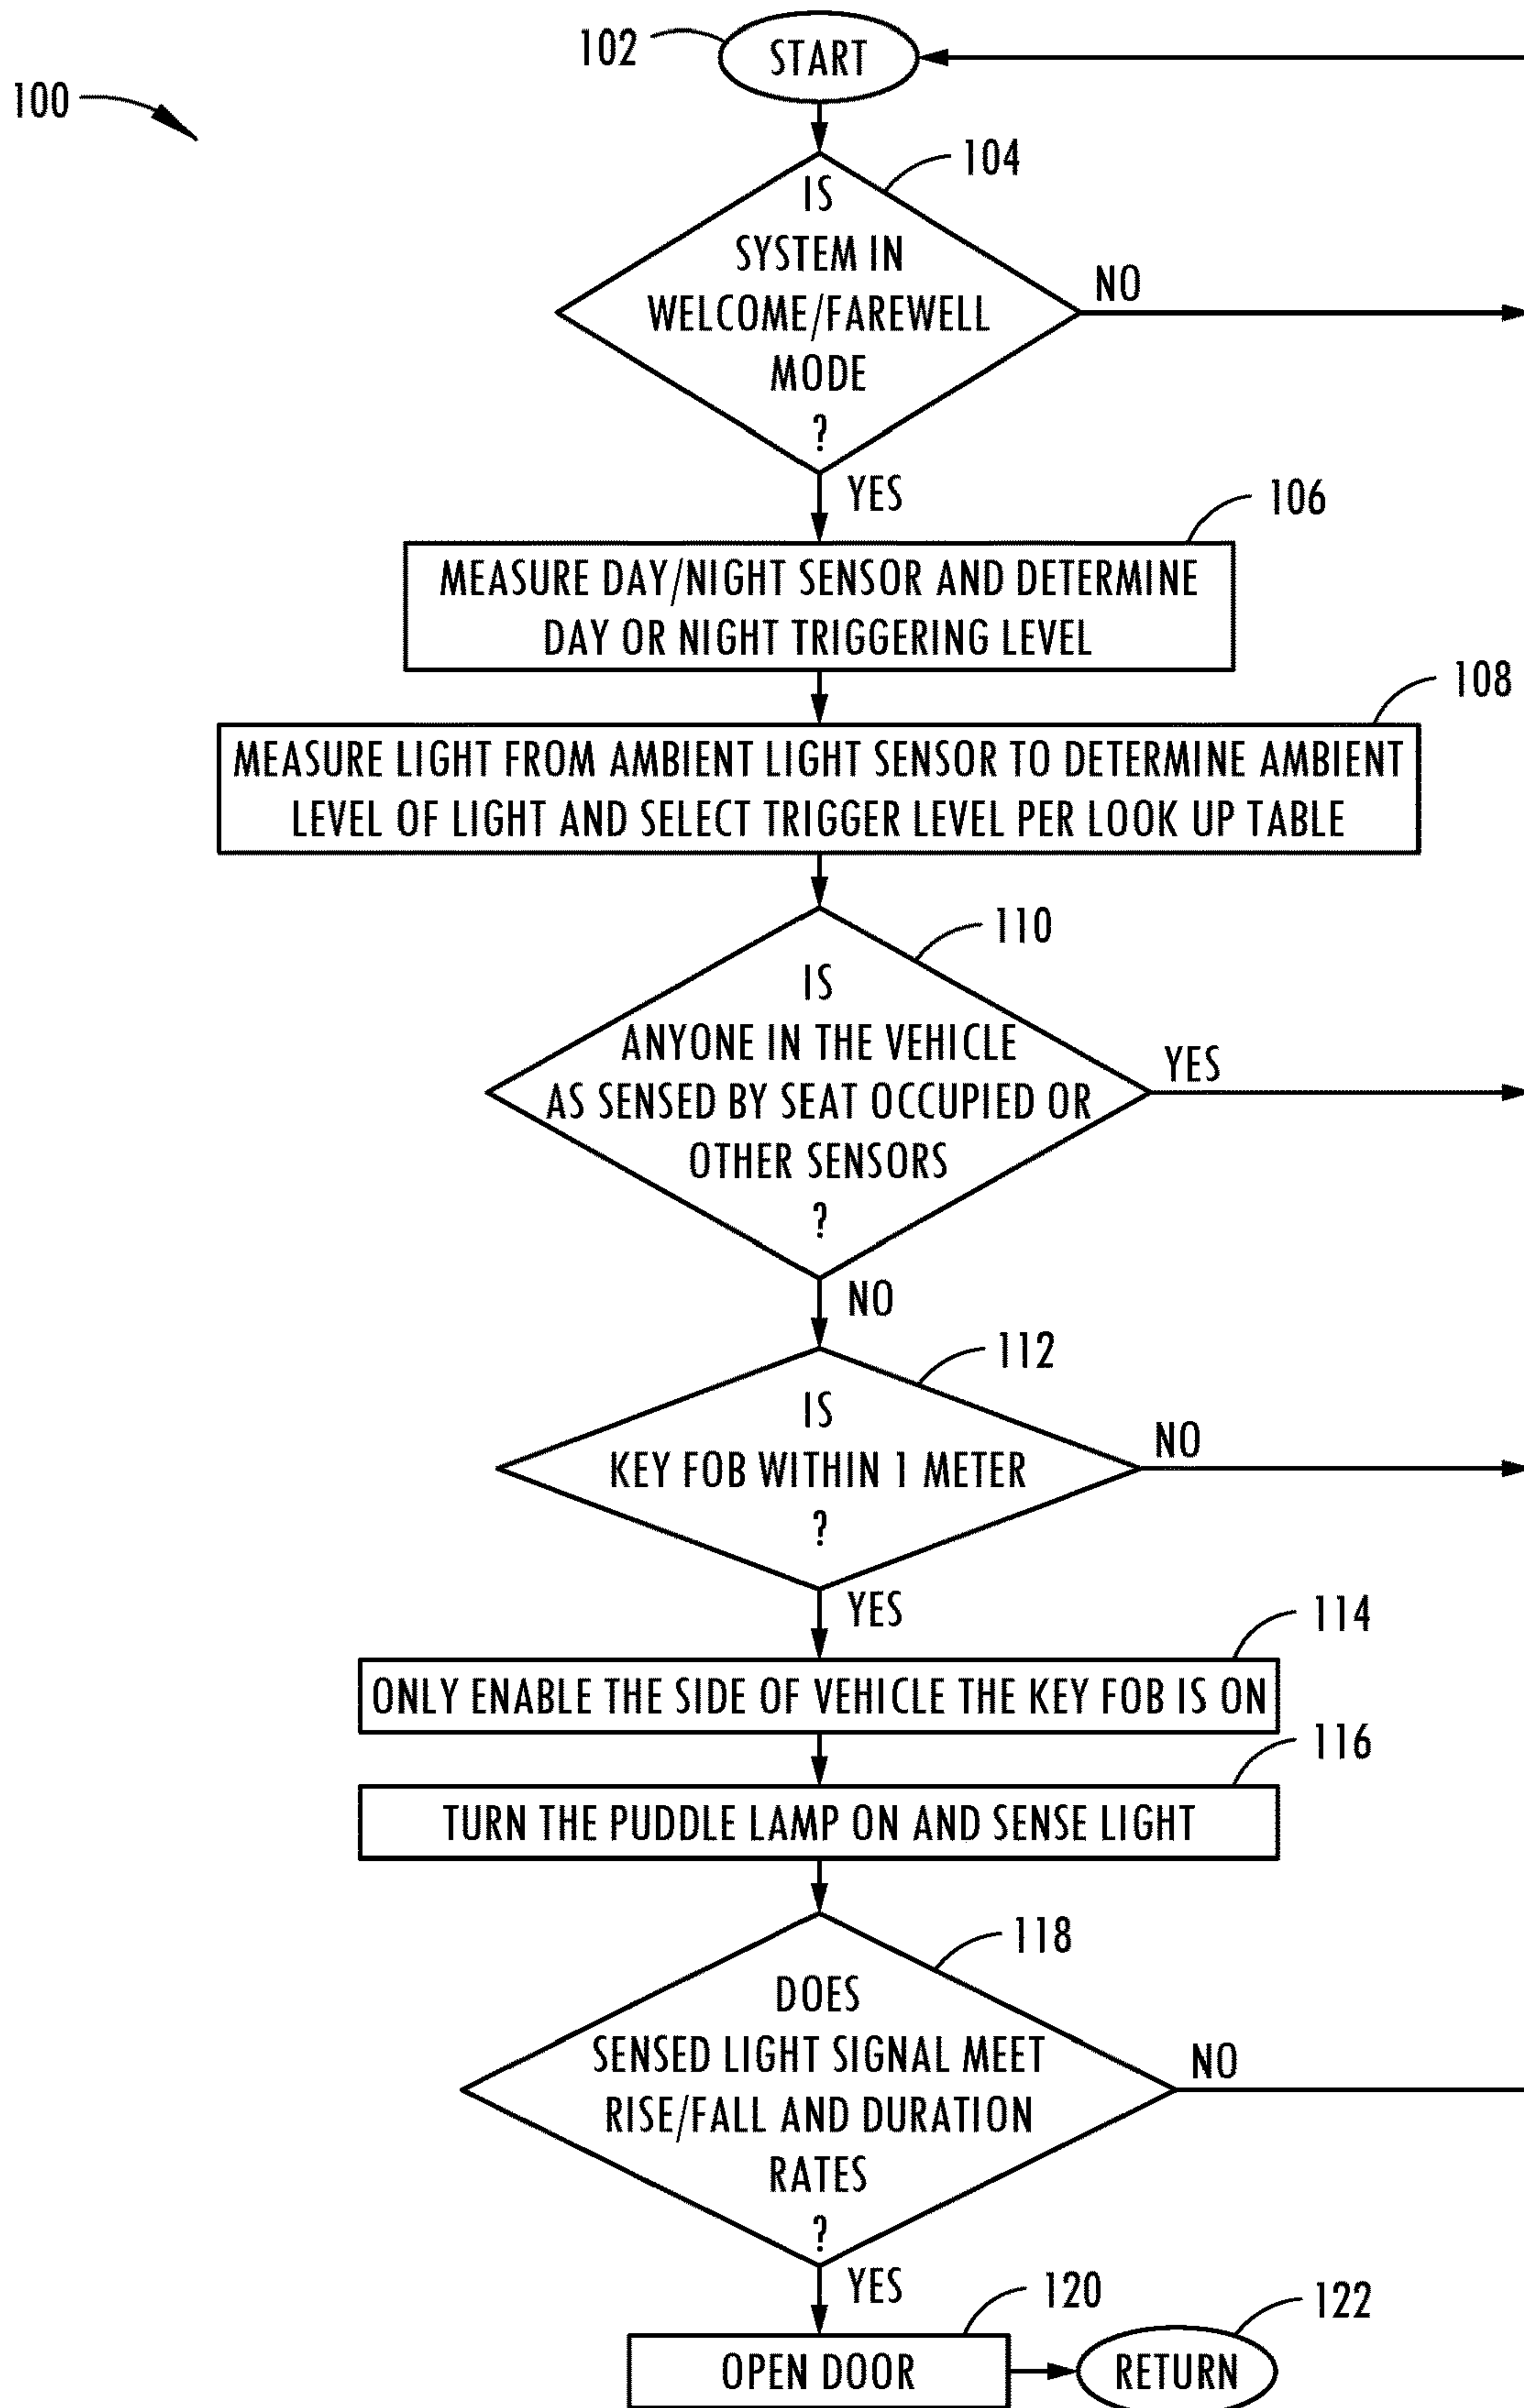 102
START
100
104
IS
SYSTEM IN
WELCOME/FAREWELL
MODE
?
NO
YES
106
MEASURE DAY/NIGHT SENSOR AND DETERMINE
DAY OR NIGHT TRIGGERING LEVEL
108
MEASURE LIGHT FROM AMBIENT LIGHT SENSOR TO DETERMINE AMBIENT
LEVEL OF LIGHT AND SELECT TRIGGER LEVEL PER LOOK UP TABLE
110
IS
ANYONE IN THE VEHICLE
AS SENSED BY SEAT OCCUPIED OR
OTHER SENSORS
?
YES
NO
112
IS
KEY FOB WITHIN 1 METER
?
NO
YES
114
ONLY ENABLE THE SIDE OF VEHICLE THE KEY FOB IS ON
116
TURN THE PUDDLE LAMP ON AND SENSE LIGHT
118
DOES
SENSED LIGHT SIGNAL MEET
RISE/FALL AND DURATION
RATES
?
NO
YES
120
122
OPEN DOOR
RETURN